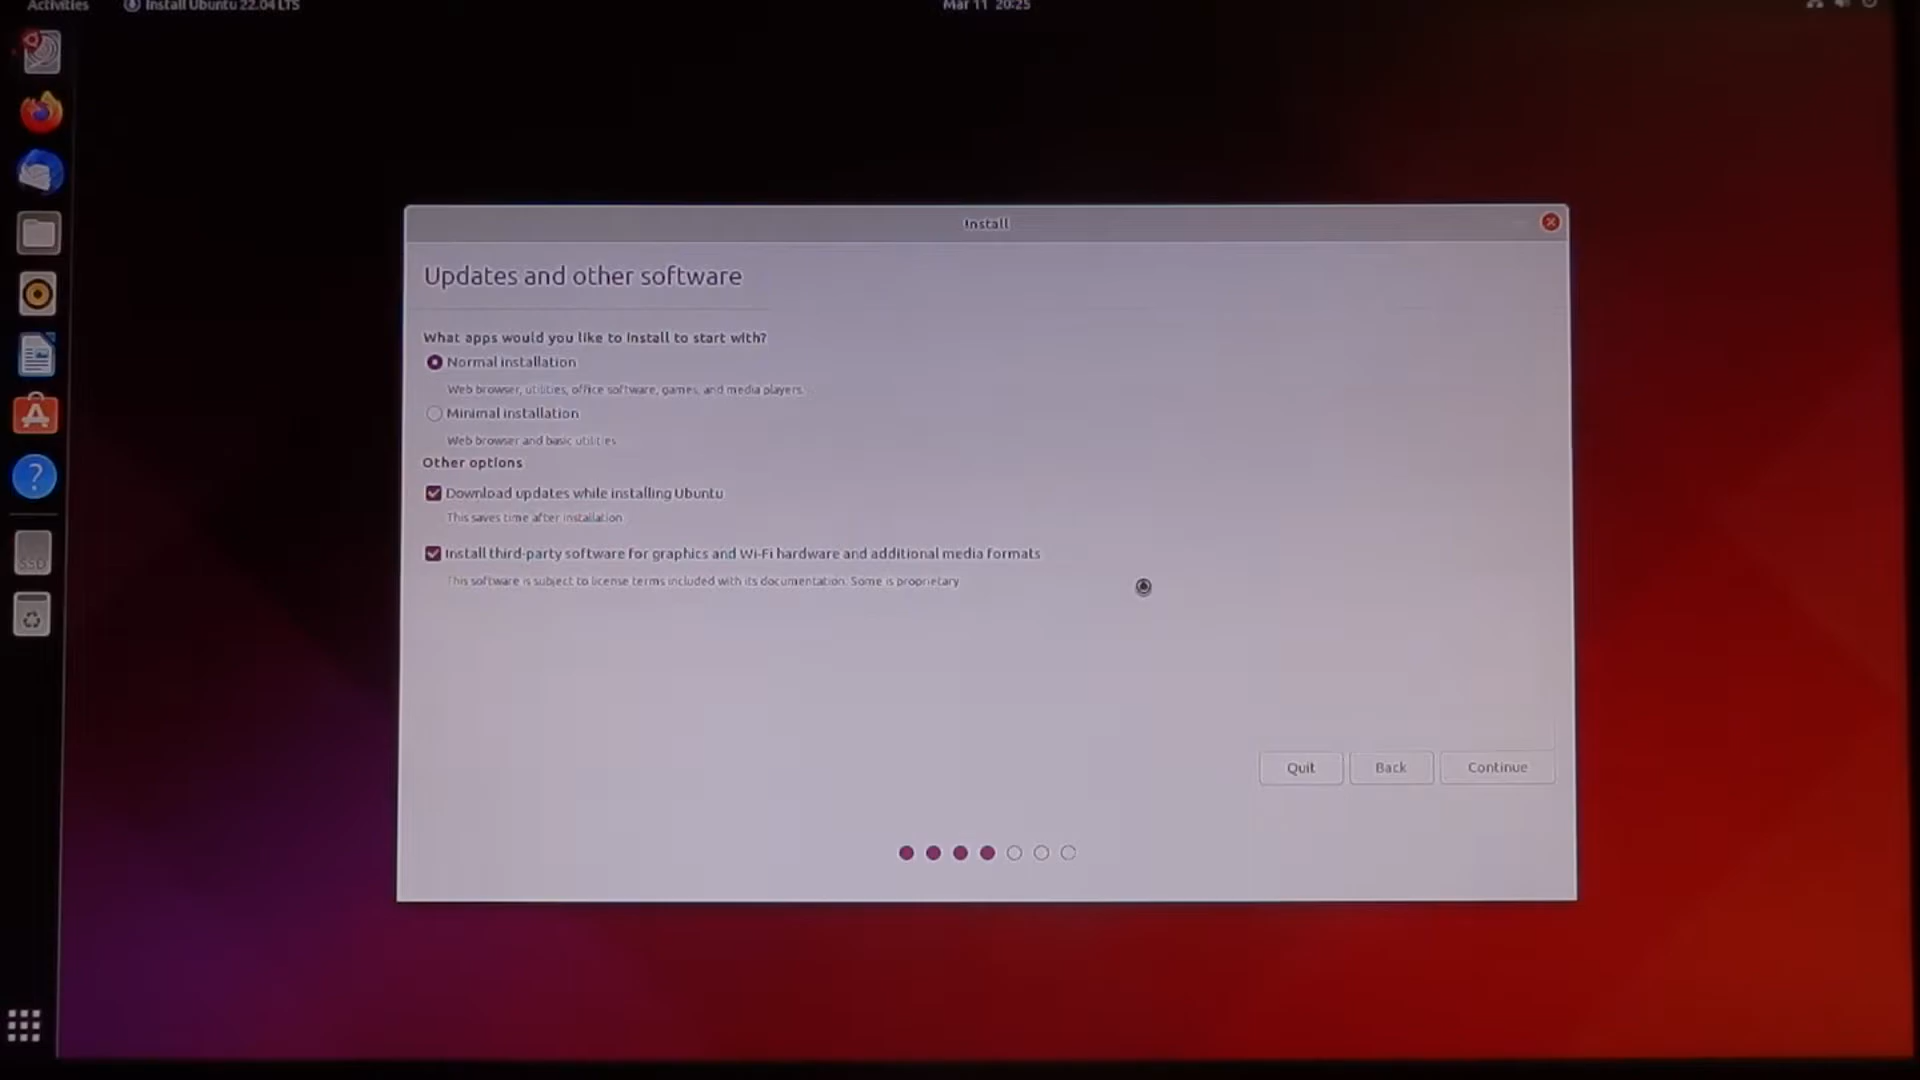 Activities
Install Ubuntu 22.04 LTS
Mar 11 20:25
Install
Updates and other software
What apps would you like to install to start with?
Normal installation
Web browser, utilities, office software, games, and media players.
Minimal installation
Web browser and basic utilities
Other options
Download updates while installing Ubuntu
This saves time after installation
Install third-party software for graphics and Wi-Fi hardware and additional media formats
This software is subject to license terms included with its documentation. Some is proprietary
SSD
Quit
Back
Continue